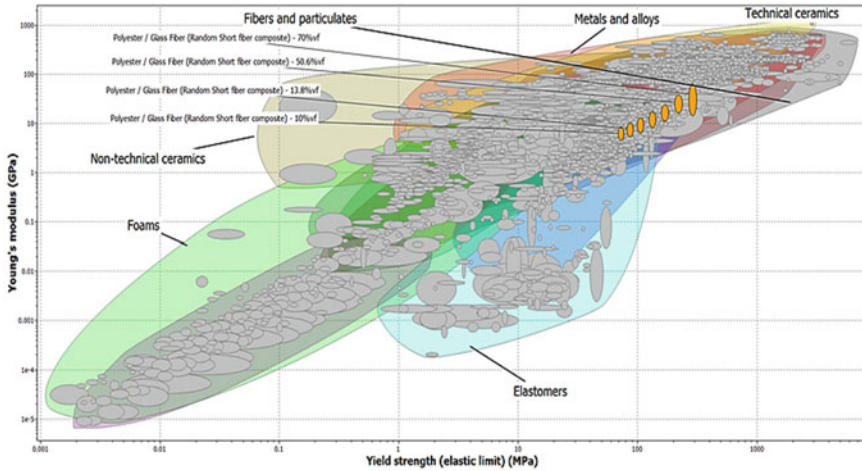 Fibers and particulates
Metals and alloys
Technical ceramics
Polyester / Glass Fiber (Random Short fiber composite) - 70%vf
Polyester / Glass Fiber (Random Short fiber composite) - 50.6%vf
Polyester / Glass Fiber (Random Short fiber composite) - 13.8%vf
Polyester / Glass Fiber (Random Short fiber composite) - 10%vf
Non-technical ceramics
Foams
Elastomers
Young's modulus (GPa)
1000
100
10
1
0.1
0.01
0.001
1e-4
1e-5
0.001
0.01
0.1
1
10
100
1000
Yield strength (elastic limit) (MPa)